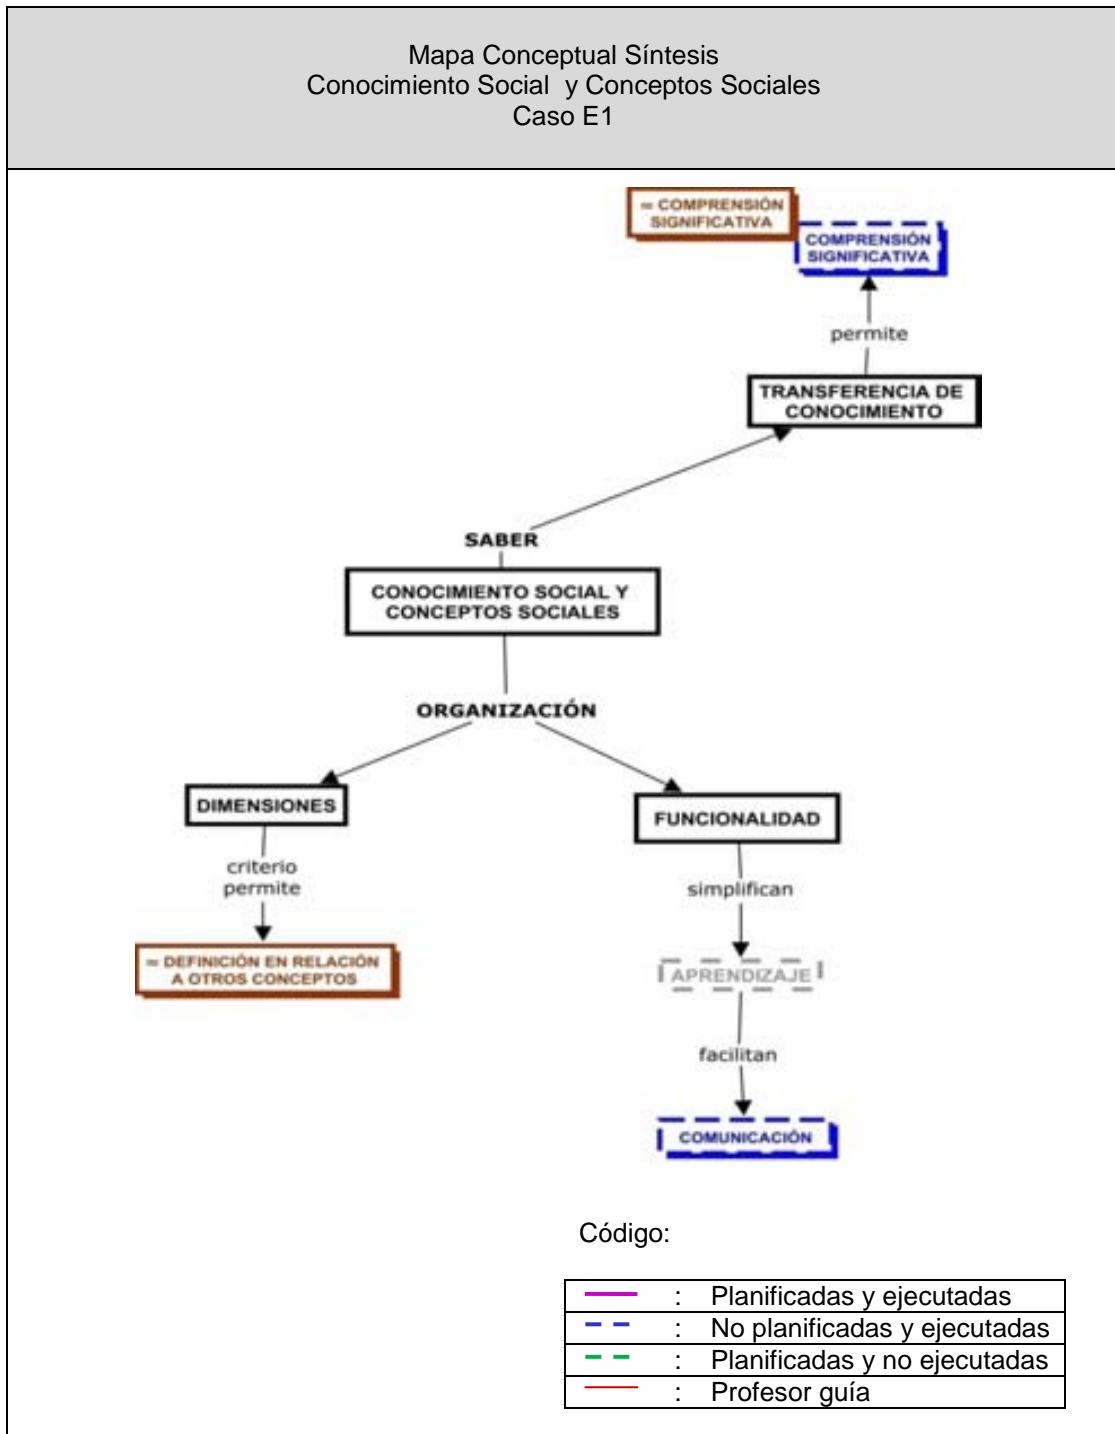 Mapa Conceptual Síntesis
Conocimiento Social y Conceptos Sociales
Caso E1
≈ COMPRENSIÓN
SIGNIFICATIVA
COMPRENSIÓN
SIGNIFICATIVA
permite
TRANSFERENCIA DE
CONOCIMIENTO
SABER
CONOCIMIENTO SOCIAL Y
CONCEPTOS SOCIALES
ORGANIZACIÓN
DIMENSIONES
FUNCIONALIDAD
criterio
permite
simplifican
≈ DEFINICIÓN EN RELACIÓN
A OTROS CONCEPTOS
APRENDIZAJE
facilitan
COMUNICACIÓN
Código:
: Planificadas y ejecutadas
: No planificadas y ejecutadas
: Planificadas y no ejecutadas
: Profesor guía